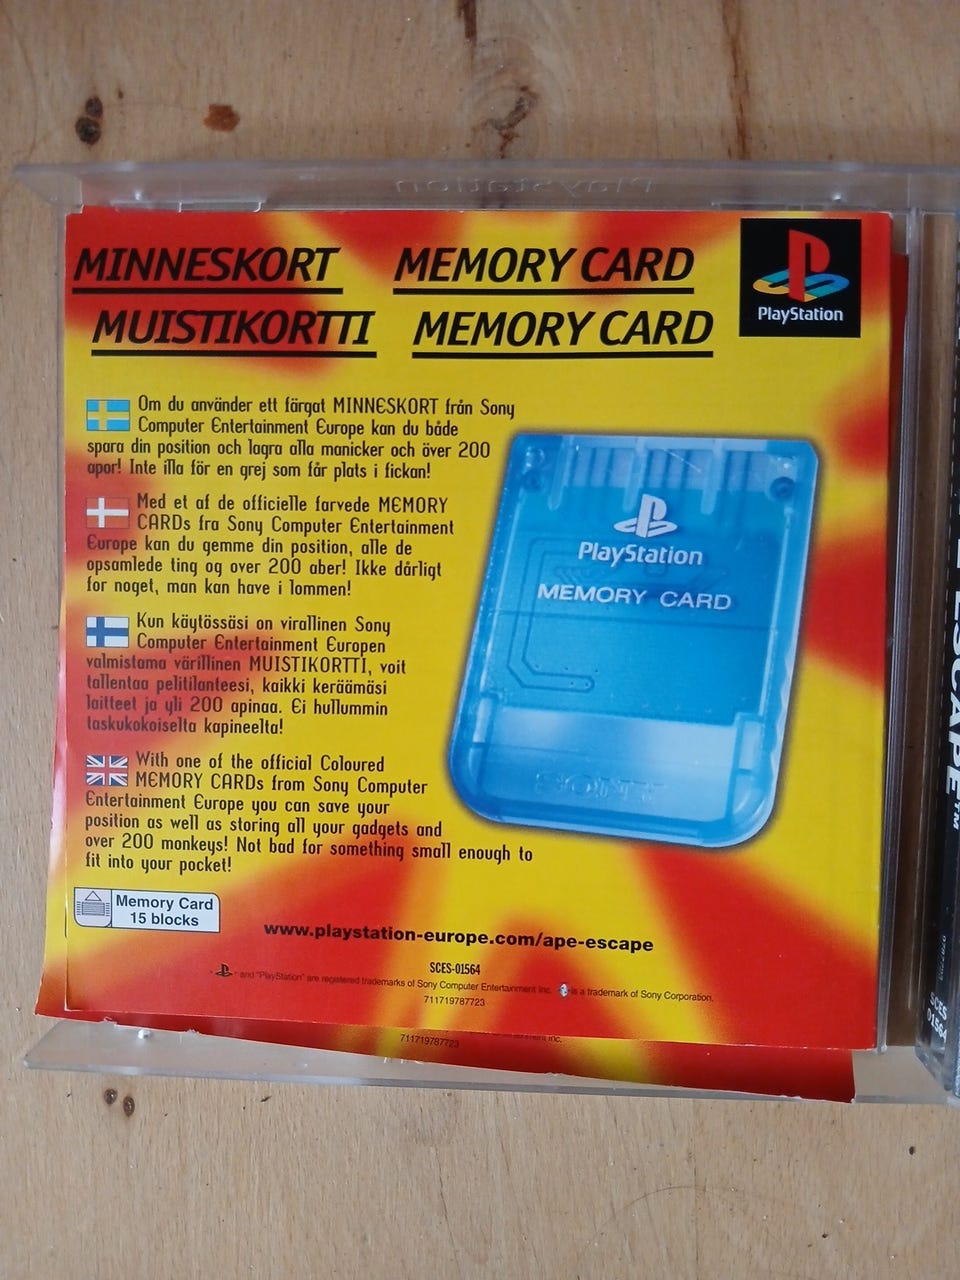 PlayStation
MINNESKORT MEMORY CARD
MUISTIKORTTI MEMORY CARD
PlayStation
Om du använder ett färgat MINNESKORT från Sony
Computer Entertainment Europe kan du både
spara din position och lagra alla manicker och över 200
apor! Inte illa för en grej som får plats i fickan!
Med et af de officielle farvede MEMORY
CARDs fra Sony Computer Entertainment
Europe kan du gemme din position, alle de
opsamlede ting og over 200 aber! Ikke dårligt
for noget, man kan have i lommen!
Kun käytössäsi on virallinen Sony
Computer Entertainment Europen
valmistama värillinen MUISTIKORTTI, voit
tallentaa pelitilanteesi, kaikki keräämäsi
laitteet ja yli 200 apinaa. Ei hullummin
taskukokoiselta kapineelta!
With one of the official Coloured
MEMORY CARDs from Sony Computer
Entertainment Europe you can save your
position as well as storing all your gadgets and
over 200 monkeys! Not bad for something small enough to
fit into your pocket!
PlayStation
MEMORY CARD
SONY
Memory Card
15 blocks
www.playstation-europe.com/ape-escape
SCES-01564
" and "PlayStation" are registered trademarks of Sony Computer Entertainment Inc. is a trademark of Sony Corporation.
711719787723
711719787723
Inc.
ESCAPE™
SCES
01564